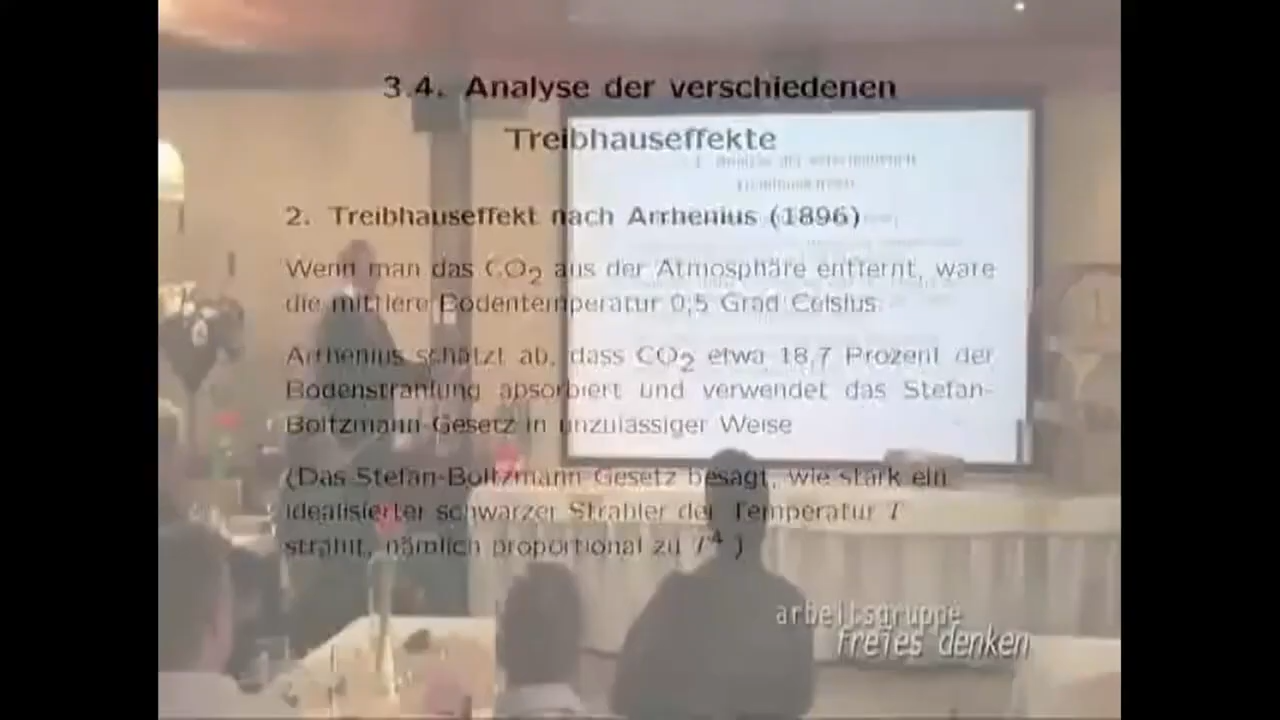 3.4. Analyse der verschiedenen
Treibhauseffekte
2. Treibhauseffekt nach Arrhenius (1896)
Wenn man das CO₂ aus der Atmosphäre entfernt, wäre
die mittlere Bodentemperatur 0,5 Grad Celsius.
Arrhenius schätzt ab, dass CO₂ etwa 18,7 Prozent der
Bodenstrahlung absorbiert und verwendet das Stefan-
Boltzmann-Gesetz in unzulässiger Weise
(Das Stefan-Boltzmann-Gesetz besagt, wie stark ein
idealisierter schwarzer Strahler der Temperatur T
strahlt, nämlich proportional zu T⁴ )
arbeitsgruppe
freies denken